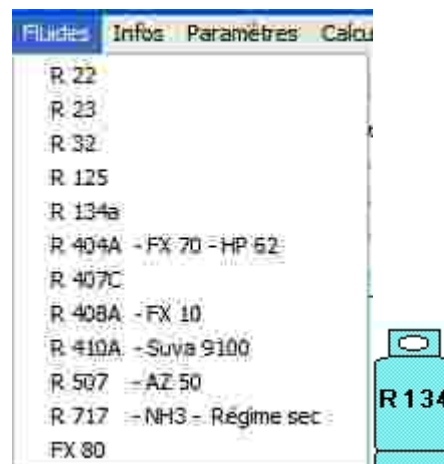 Fluides Infos Paramètres Calcu
R 22
R 23
R 32
R 125
R 134a
R 404A - FX 70 - HP 62
R 407C
R 408A - FX 10
R 410A - Suva 9100
R 507 - AZ 50
R 717 - NH3 - Régime sec
FX 80
R 134